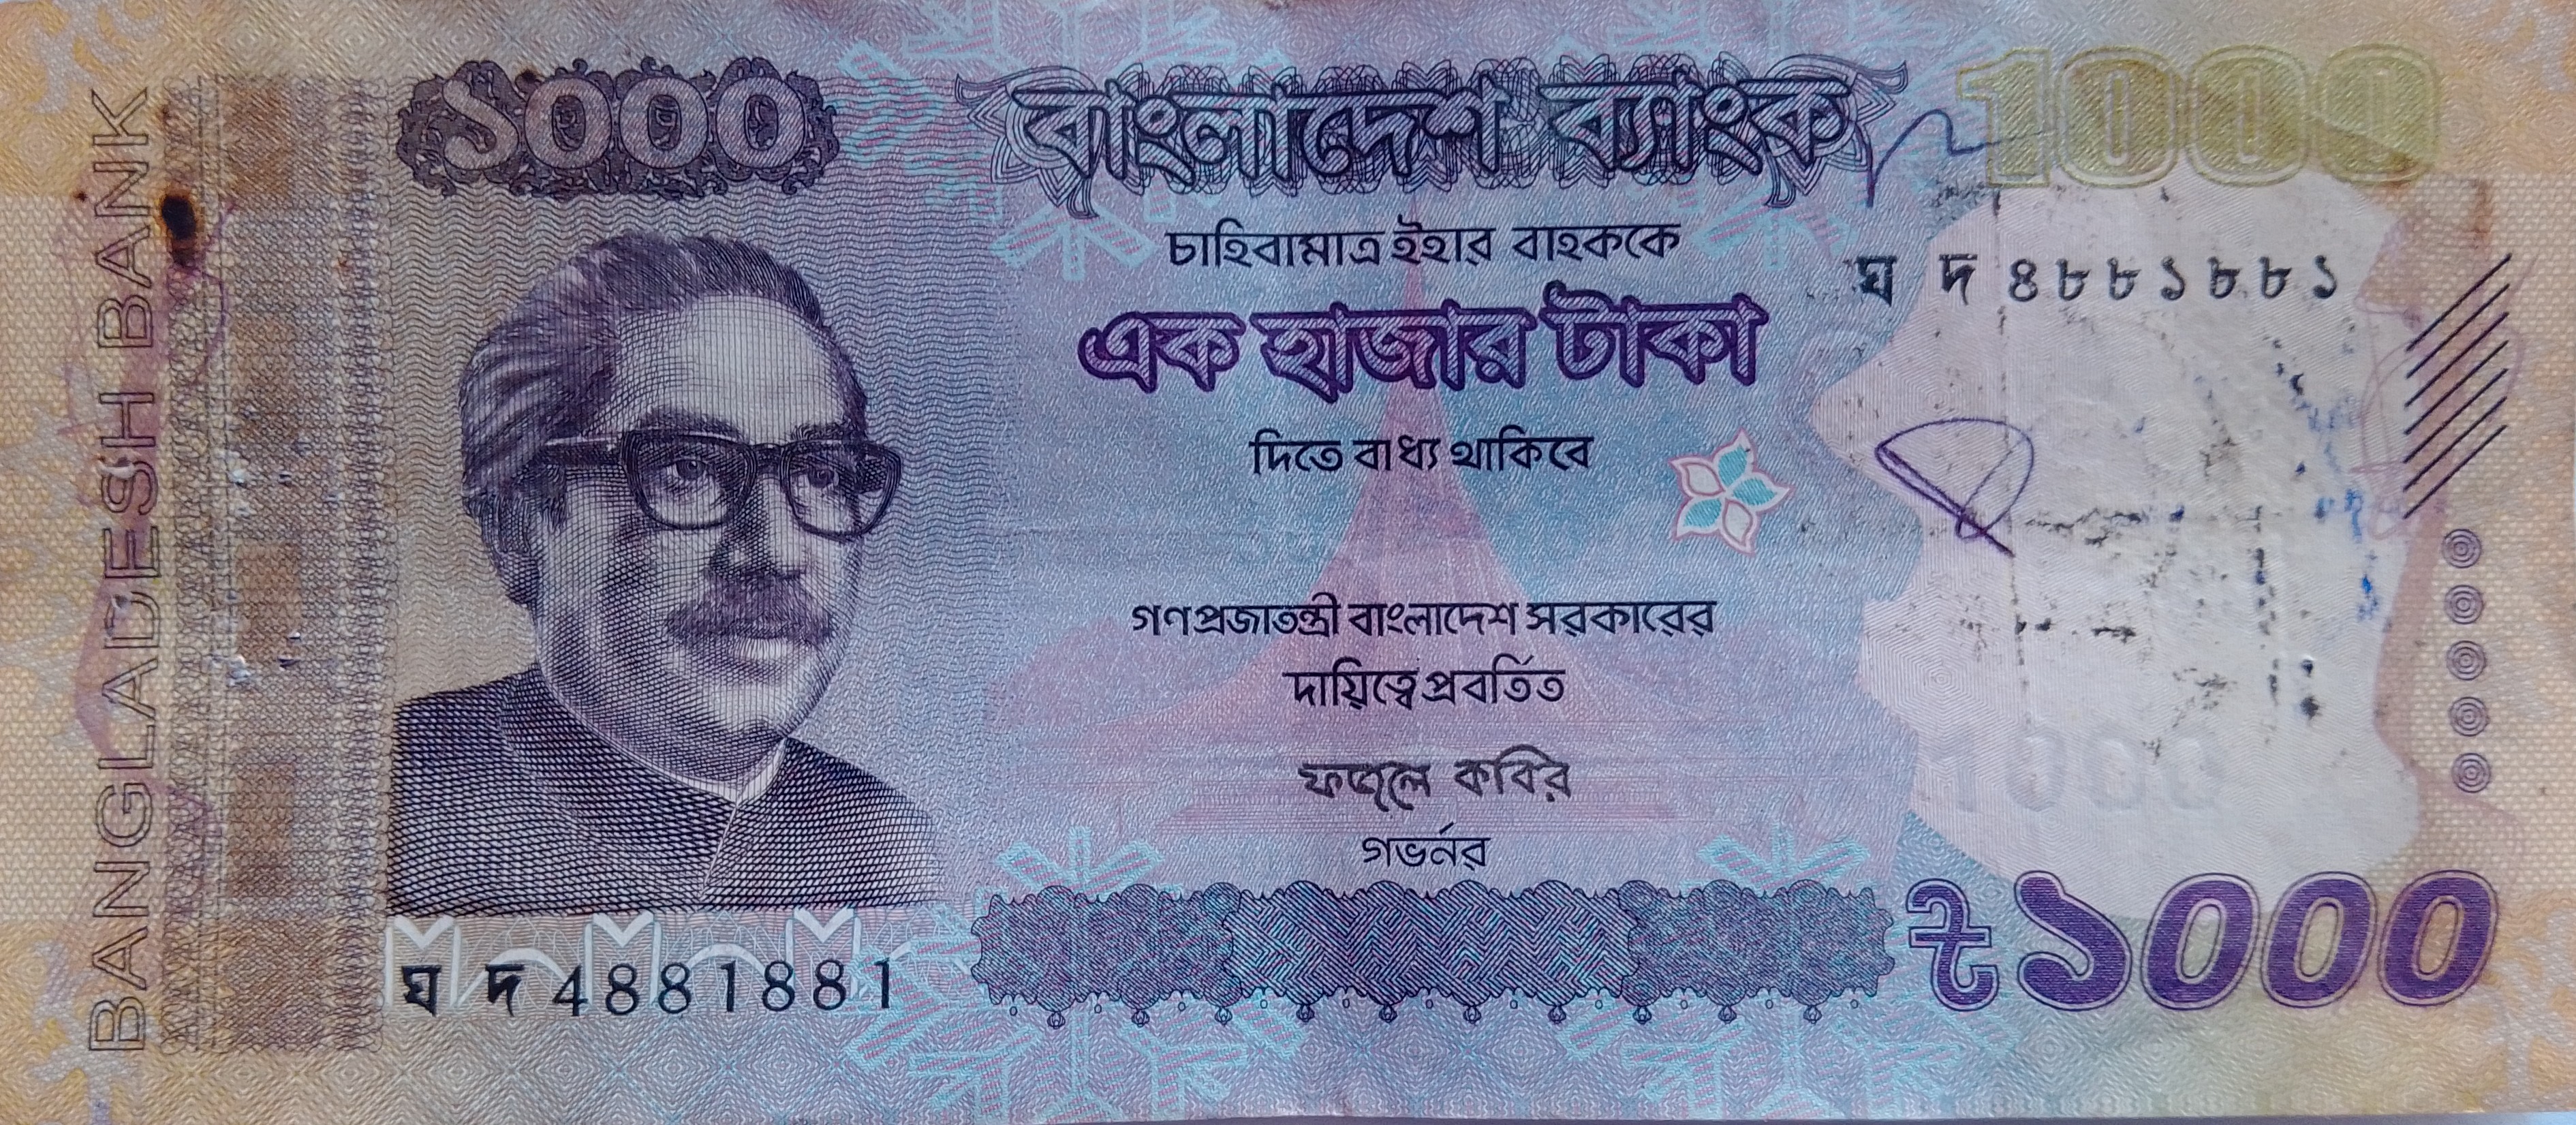 BANGLADESH BANK
১০০০
বাংলাদেশ ব্যাংক
1000
চাহিবামাত্র ইহার বাহককে
ঘ দ ৪৮৮১৮৮১
এক হাজার টাকা
দিতে বাধ্য থাকিবে
গণপ্রজাতন্ত্রী বাংলাদেশ সরকারের
দায়িত্বে প্রবর্তিত
ফজলে কবির
গভর্নর
ঘ দ 4881881
৳১০০০